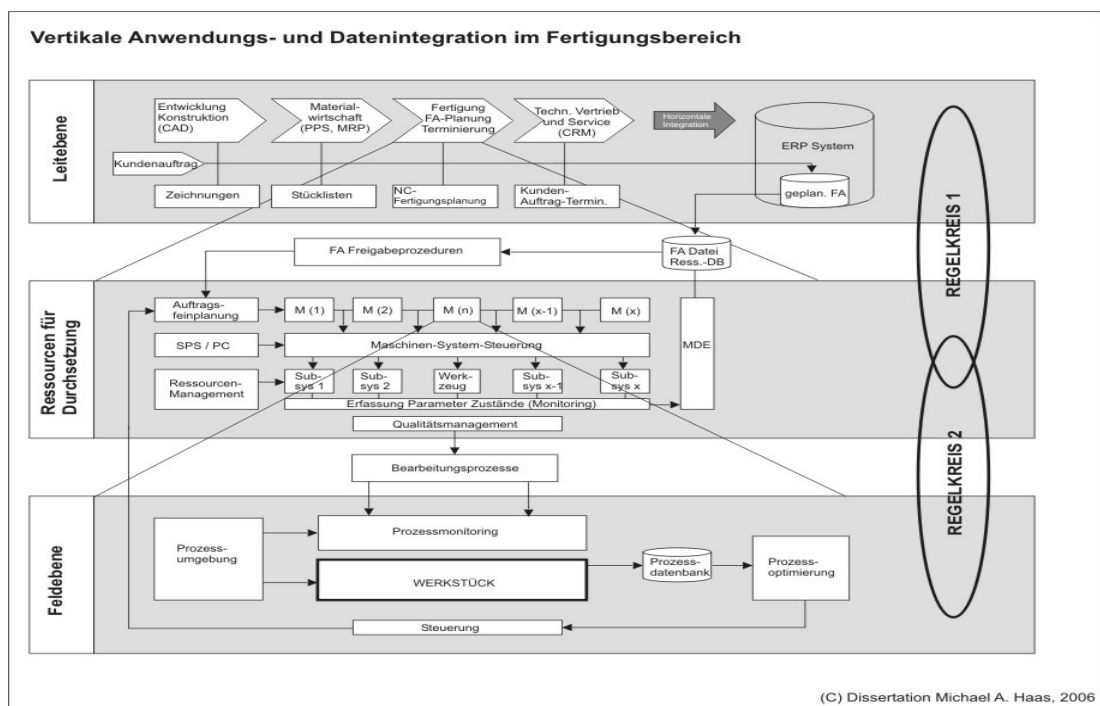 Vertikale Anwendungs- und Datenintegration im Fertigungsbereich
Leitebene
Entwicklung
Konstruktion
(CAD)
Material-
wirtschaft
(PPS, MRP)
Fertigung
FA-Planung
Terminierung
Techn. Vertrieb
und Service
(CRM)
Horizontale
Integration
ERP System
Kundenauftrag
geplan. FA
Zeichnungen
Stücklisten
NC-
Fertigungsplanung
Kunden-
Auftrag-Termin.
REGELKREIS 1
FA Freigabeprozeduren
FA Datei
Ress.-DB
Ressourcen für
Durchsetzung
Auftrags-
feinplanung
M (1)
M (2)
M (n)
M (x-1)
M (x)
MDE
SPS / PC
Maschinen-System-Steuerung
Ressourcen-
Management
Sub-
sys 1
Sub-
sys 2
Werk-
zeug
Sub-
sys x-1
Sub-
sys x
Erfassung Parameter Zustände (Monitoring)
Qualitätsmanagement
REGELKREIS 2
Bearbeitungsprozesse
Feldebene
Prozess-
umgebung
Prozessmonitoring
WERKSTÜCK
Prozess-
datenbank
Prozess-
optimierung
Steuerung
(C) Dissertation Michael A. Haas, 2006